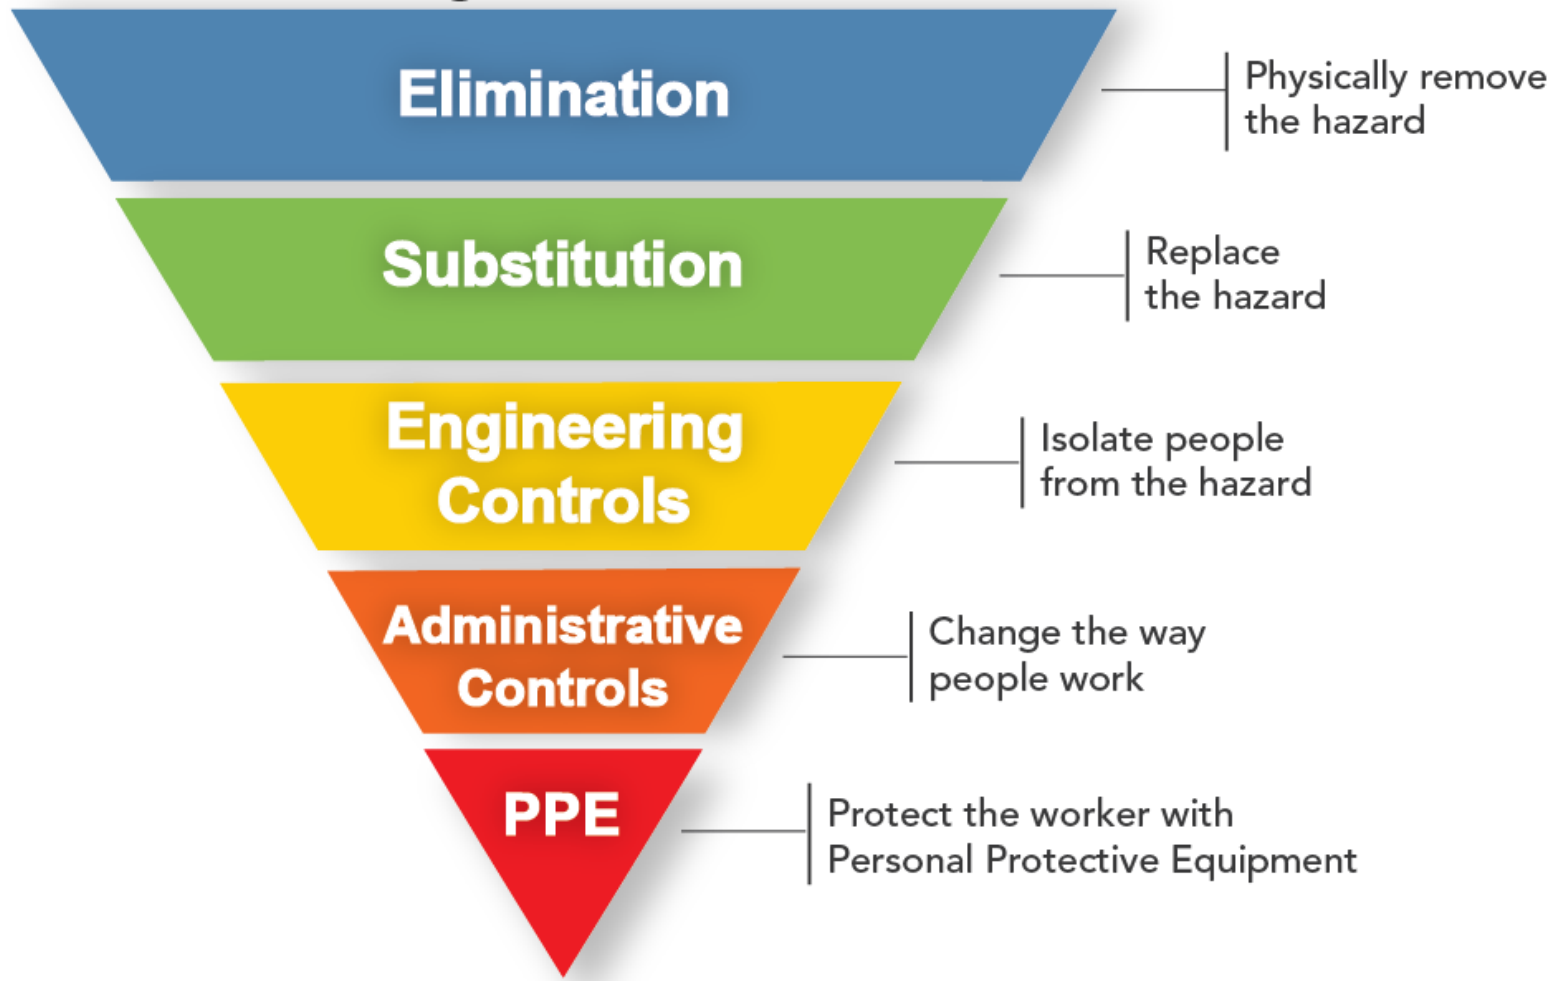 Elimination
Physically remove
the hazard
Substitution
Replace
the hazard
Engineering
Controls
Isolate people
from the hazard
Administrative
Controls
Change the way
people work
PPE
Protect the worker with
Personal Protective Equipment